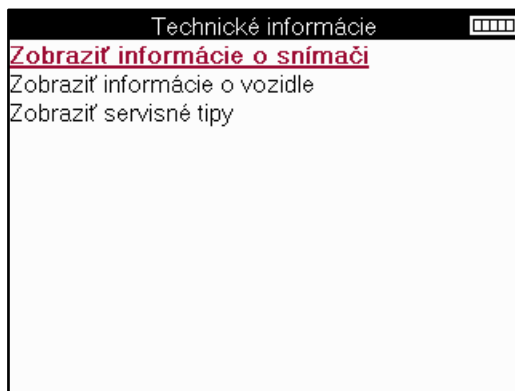 Technické informácie
Zobraziť informácie o snímači
Zobraziť informácie o vozidle
Zobraziť servisné tipy